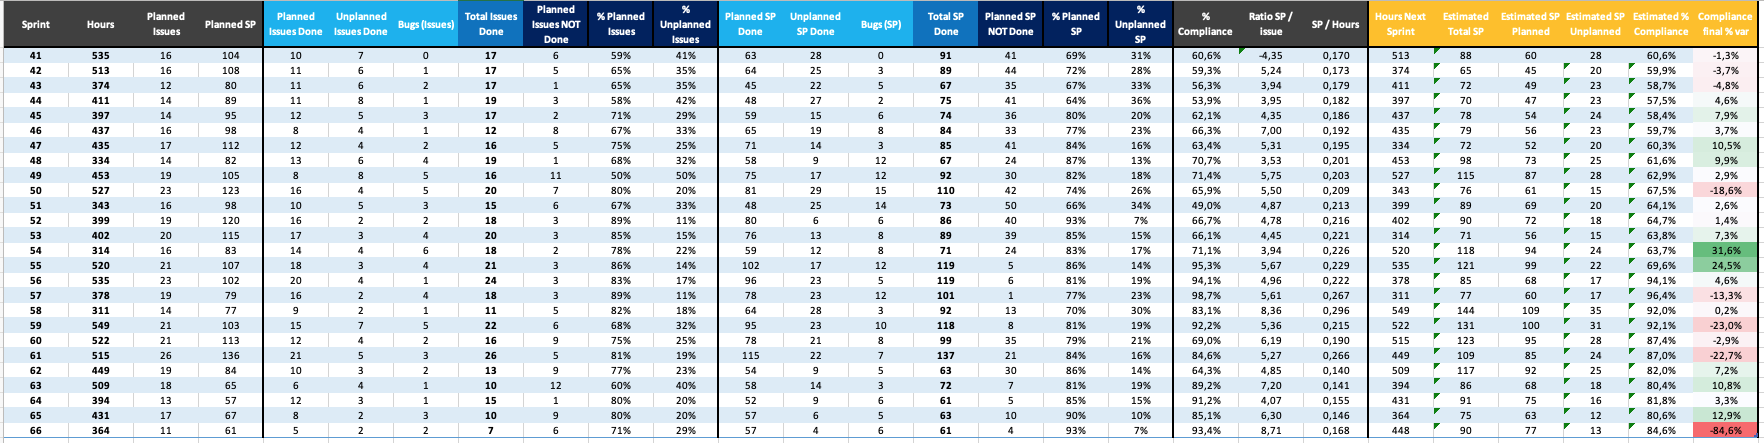 Sprint Hours Planned Issues Planned SP Planned Issues Done Unplanned Issues Done Bugs (Issues) Total Issues Done Planned Issues NOT Done % Planned Issues % Unplanned Issues Planned SP Done Unplanned SP Done Bugs (SP) Total SP Done Planned SP NOT Done % Planned SP % Unplanned SP % Compliance Ratio SP / issue SP / Hours Hours Next Sprint Estimated Total SP Estimated SP Planned Estimated SP Unplanned Estimated % Compliance Compliance final % var
41 535 16 104 10 7 0 17 6 59% 41% 63 28 0 91 41 69% 31% 60,6% -4,35 0,170 513 88 60 28 60,6% -1,3%
42 513 16 108 11 6 1 17 5 65% 35% 64 25 3 89 44 72% 28% 59,3% 5,24 0,173 374 65 45 20 59,9% -3,7%
43 374 12 80 11 6 2 17 1 65% 35% 45 22 5 67 35 67% 33% 56,3% 3,94 0,179 411 72 49 23 58,7% -4,8%
44 411 14 89 11 8 1 19 3 58% 42% 48 27 2 75 41 64% 36% 53,9% 3,95 0,182 397 70 47 23 57,5% 4,6%
45 397 14 95 12 5 3 17 2 71% 29% 59 15 6 74 36 80% 20% 62,1% 4,35 0,186 437 78 54 24 58,4% 7,9%
46 437 16 98 8 4 1 12 8 67% 33% 65 19 8 84 33 77% 23% 66,3% 7,00 0,192 435 79 56 23 59,7% 3,7%
47 435 17 112 12 4 2 16 5 75% 25% 71 14 3 85 41 84% 16% 63,4% 5,31 0,195 334 72 52 20 60,3% 10,5%
48 334 14 82 13 6 4 19 1 68% 32% 58 9 12 67 24 87% 13% 70,7% 3,53 0,201 453 98 73 25 61,6% 9,9%
49 453 19 105 8 8 5 16 11 50% 50% 75 17 12 92 30 82% 18% 71,4% 5,75 0,203 527 115 87 28 62,9% 2,9%
50 527 23 123 16 4 5 20 7 80% 20% 81 29 15 110 42 74% 26% 65,9% 5,50 0,209 343 76 61 15 67,5% -18,6%
51 343 16 98 10 5 3 15 6 67% 33% 48 25 14 73 50 66% 34% 49,0% 4,87 0,213 399 89 69 20 64,1% 2,6%
52 399 19 120 16 2 2 18 3 89% 11% 80 6 6 86 40 93% 7% 66,7% 4,78 0,216 402 90 72 18 64,7% 1,4%
53 402 20 115 17 3 4 20 3 85% 15% 76 13 8 89 39 85% 15% 66,1% 4,45 0,221 314 71 56 15 63,8% 7,3%
54 314 16 83 14 4 6 18 2 78% 22% 59 12 8 71 24 83% 17% 71,1% 3,94 0,226 520 118 94 24 63,7% 31,6%
55 520 21 107 18 3 4 21 3 86% 14% 102 17 12 119 5 86% 14% 95,3% 5,67 0,229 535 121 99 22 69,6% 24,5%
56 535 23 102 20 4 1 24 3 83% 17% 96 23 5 119 6 81% 19% 94,1% 4,96 0,222 378 85 68 17 94,1% 4,6%
57 378 19 79 16 2 4 18 3 89% 11% 78 23 12 101 1 77% 23% 98,7% 5,61 0,267 311 77 60 17 96,4% -13,3%
58 311 14 77 9 2 1 11 5 82% 18% 64 28 3 92 13 70% 30% 83,1% 8,36 0,296 549 144 109 35 92,0% 0,2%
59 549 21 103 15 7 5 22 6 68% 32% 95 23 10 118 8 81% 19% 92,2% 5,36 0,215 522 131 100 31 92,1% -23,0%
60 522 21 113 12 4 2 16 9 75% 25% 78 21 8 99 35 79% 21% 69,0% 6,19 0,190 515 123 95 28 87,4% -2,9%
61 515 26 136 21 5 3 26 5 81% 19% 115 22 7 137 21 84% 16% 84,6% 5,27 0,266 449 109 85 24 87,0% -22,7%
62 449 19 84 10 3 2 13 9 77% 23% 54 9 5 63 30 86% 14% 64,3% 4,85 0,140 509 117 92 25 82,0% 7,2%
63 509 18 65 6 4 1 10 12 60% 40% 58 14 3 72 7 81% 19% 89,2% 7,20 0,141 394 86 68 18 80,4% 10,8%
64 394 13 57 12 3 1 15 1 80% 20% 52 9 6 61 5 85% 15% 91,2% 4,07 0,155 431 91 75 16 81,8% 3,3%
65 431 17 67 8 2 3 10 9 80% 20% 57 6 5 63 10 90% 10% 85,1% 6,30 0,146 364 75 63 12 80,6% 12,9%
66 364 11 61 5 2 2 7 6 71% 29% 57 4 6 61 4 93% 7% 93,4% 8,71 0,168 448 90 77 13 84,6% -84,6%